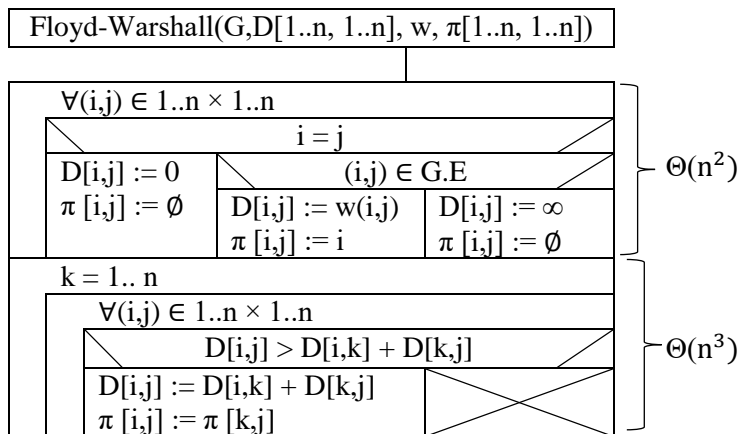 Floyd-Warshall(G,D[1..n, 1..n], w, π[1..n, 1..n])
∀(i,j) ∈ 1..n × 1..n
i = j
D[i,j] := 0
π [i,j] := ∅
(i,j) ∈ G.E
D[i,j] := w(i,j)
π [i,j] := i
D[i,j] := ∞
π [i,j] := ∅
Θ(n²)
k = 1.. n
∀(i,j) ∈ 1..n × 1..n
D[i,j] > D[i,k] + D[k,j]
D[i,j] := D[i,k] + D[k,j]
π [i,j] := π [k,j]
Θ(n³)